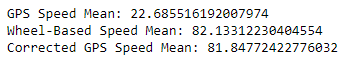 GPS Speed Mean: 22.685516192007974
Wheel-Based Speed Mean: 82.13312230404554
Corrected GPS Speed Mean: 81.84772422776032